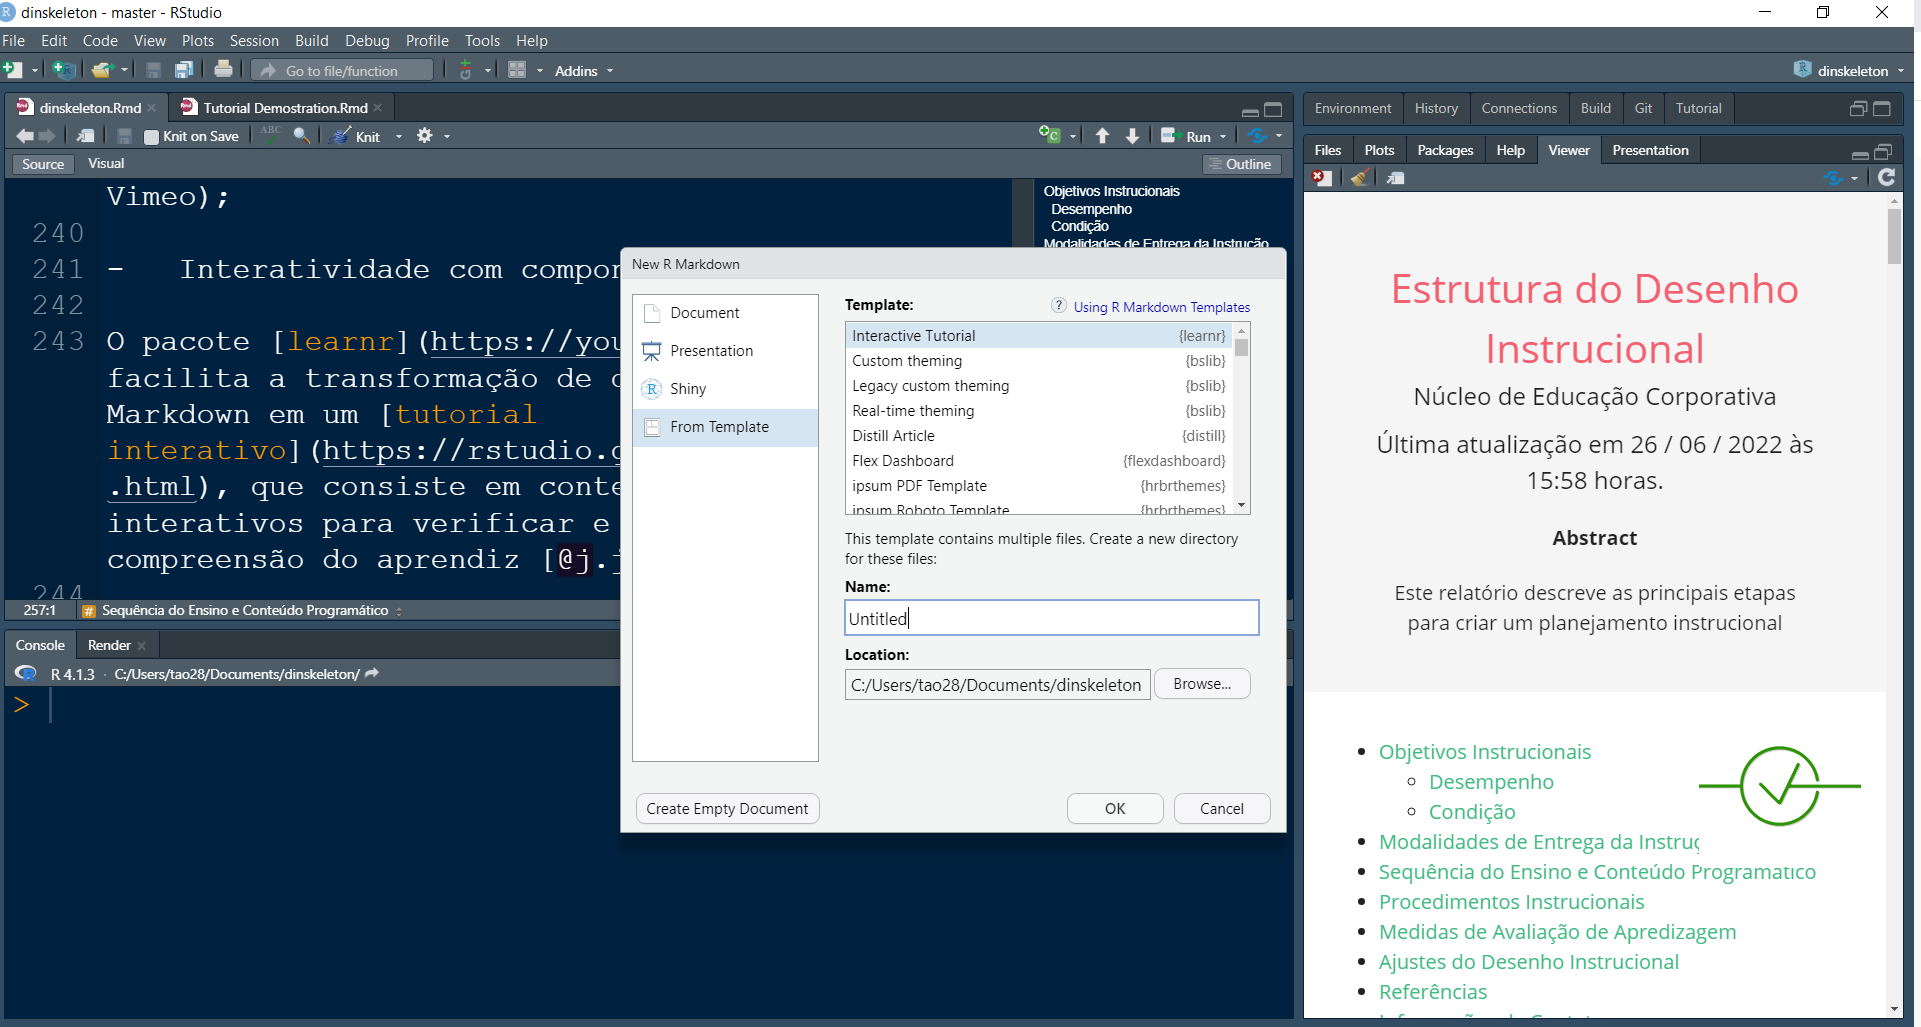 dinskeleton - master - RStudio
File Edit Code View Plots Session Build Debug Profile Tools Help
Go to file/function
Addins
dinskeleton
dinskeleton.Rmd
Tutorial Demostration.Rmd
Knit on Save
ABC
Knit
Run
Source Visual
Outline
Vimeo);
240
241 - Interatividade com
242
243 O pacote [learnr](https://
facilita a transformação de
Markdown em um [tutorial
interativo](https://rstudio.
.html), que consiste em
interativos para verificar e
compreensão do aprendiz [@j.
244
Objetivos Instrucionais
Desempenho
Condição
Modalidades de Entrega da Instrução
257:1 # Sequência do Ensino e Conteúdo Programático
Console Render
R 4.1.3 · C:/Users/tao28/Documents/dinskeleton/
>
New R Markdown
Document
Presentation
Shiny
From Template
Template:
? Using R Markdown Templates
Interactive Tutorial {learnr}
Custom theming {bslib}
Legacy custom theming {bslib}
Real-time theming {bslib}
Distill Article {distill}
Flex Dashboard {flexdashboard}
ipsum PDF Template {hrbrthemes}
ipsum Roboto Template {hrbrthemes}
This template contains multiple files. Create a new directory
for these files:
Name:
Untitled
Location:
C:/Users/tao28/Documents/dinskeleton
Browse...
Create Empty Document
OK
Cancel
Environment History Connections Build Git Tutorial
Files Plots Packages Help Viewer Presentation
Estrutura do Desenho
Instrucional
Núcleo de Educação Corporativa
Última atualização em 26 / 06 / 2022 às
15:58 horas.
Abstract
Este relatório descreve as principais etapas
para criar um planejamento instrucional
Objetivos Instrucionais
Desempenho
Condição
Modalidades de Entrega da
Sequência do Ensino e Conteúdo Programático
Procedimentos Instrucionais
Medidas de Avaliação de Apredizagem
Ajustes do Desenho Instrucional
Referências